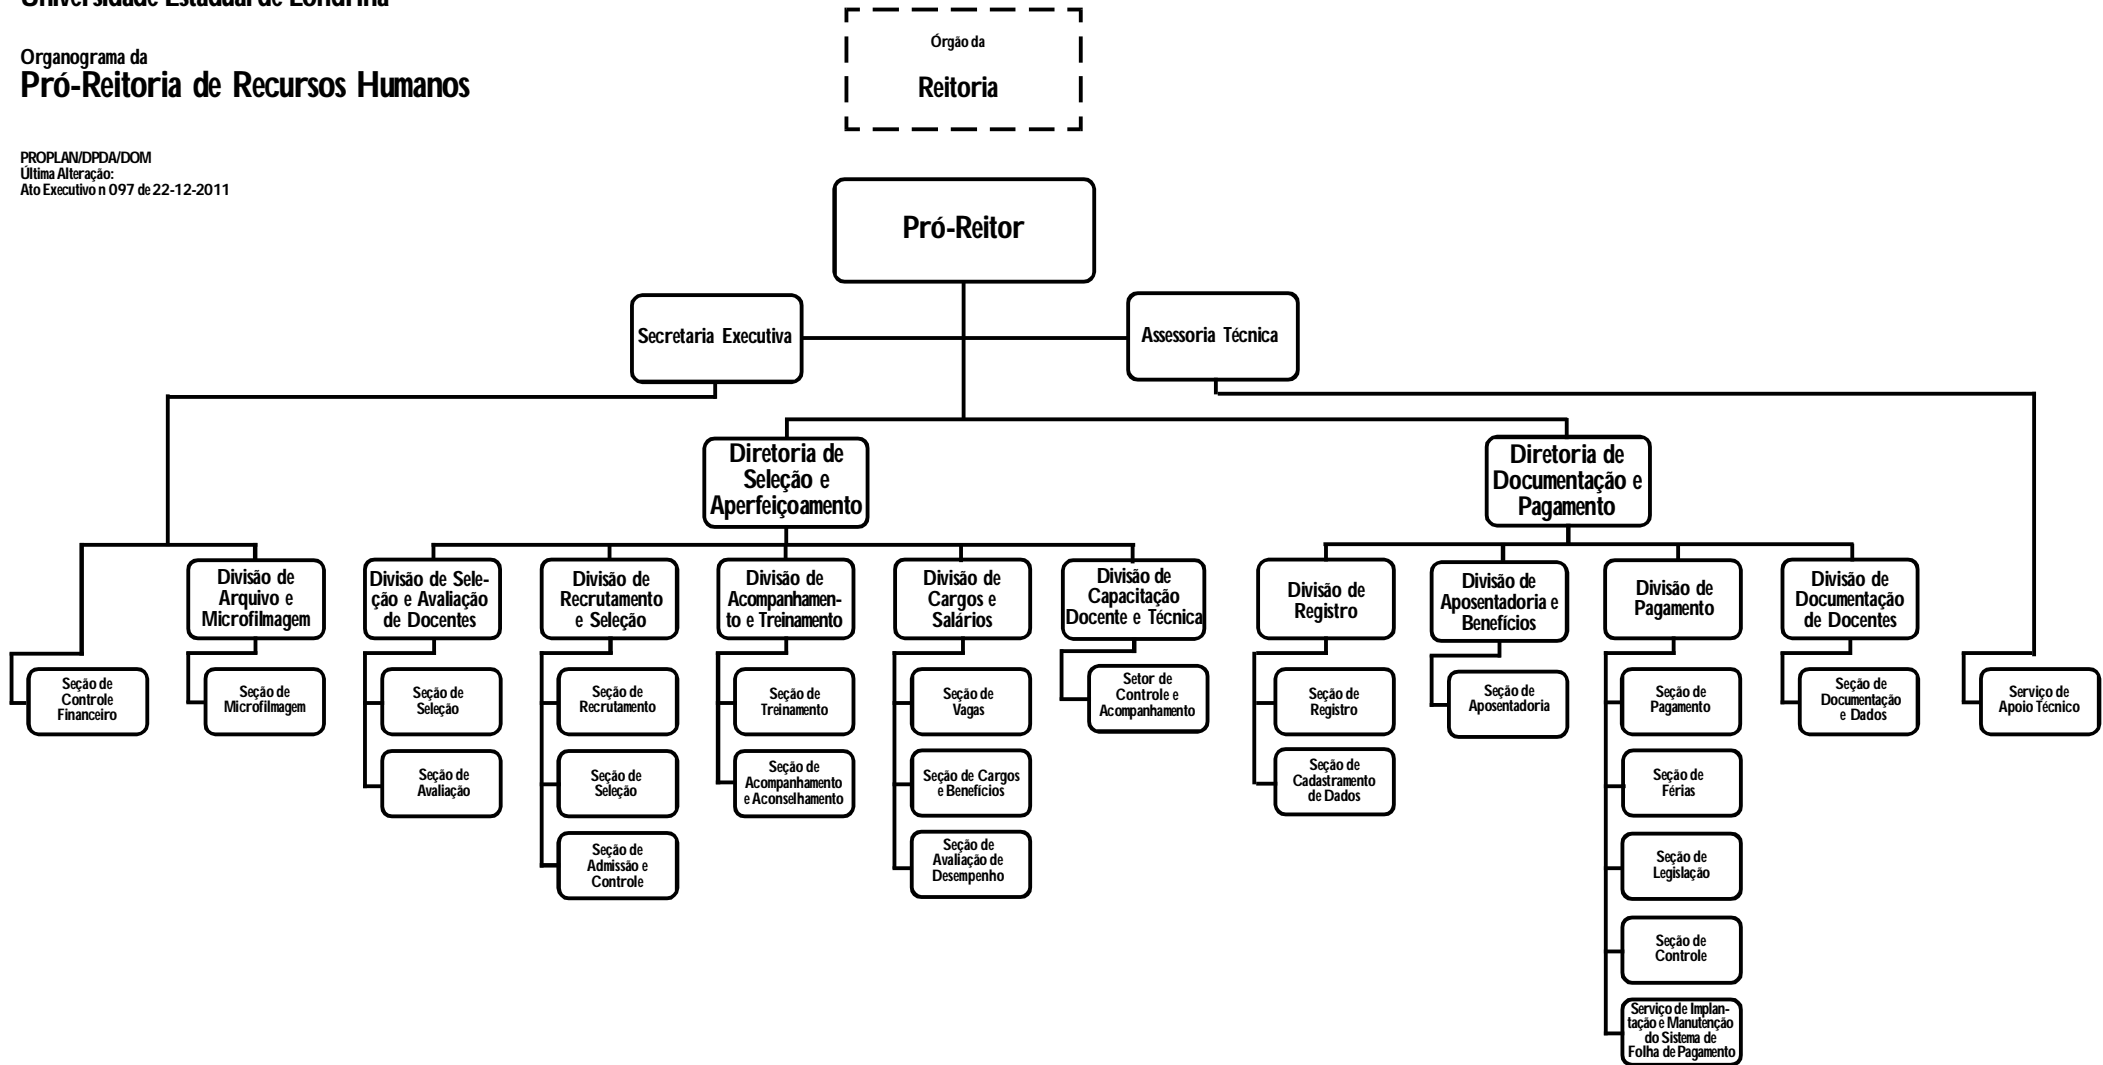 Universidade Estadual de Londrina
Organograma da
Pró-Reitoria de Recursos Humanos
PROPLAN/DPDA/DOM
Última Alteração:
Ato Executivo n 097 de 22-12-2011
Órgão da
Reitoria
Pró-Reitor
Secretaria Executiva
Assessoria Técnica
Diretoria de
Seleção e
Aperfeiçoamento
Diretoria de
Documentação e
Pagamento
Divisão de
Arquivo e
Microfilmagem
Divisão de Sele-
ção e Avaliação
de Docentes
Divisão de
Recrutamento
e Seleção
Divisão de
Acompanhamen-
to e Treinamento
Divisão de
Cargos e
Salários
Divisão de
Capacitação
Docente e Técnica
Divisão de
Registro
Divisão de
Aposentadoria e
Benefícios
Divisão de
Pagamento
Divisão de
Documentação
de Docentes
Seção de
Controle
Financeiro
Seção de
Microfilmagem
Seção de
Seleção
Seção de
Recrutamento
Seção de
Treinamento
Seção de
Vagas
Setor de
Controle e
Acompanhamento
Seção de
Registro
Seção de
Aposentadoria
Seção de
Pagamento
Seção de
Documentação
e Dados
Serviço de
Apoio Técnico
Seção de
Avaliação
Seção de
Seleção
Seção de
Acompanhamento
e Aconselhamento
Seção de Cargos
e Benefícios
Seção de
Cadastramento
de Dados
Seção de
Férias
Seção de
Admissão e
Controle
Seção de
Avaliação de
Desempenho
Seção de
Legislação
Seção de
Controle
Serviço de Implan-
tação e Manutenção
do Sistema de
Folha de Pagamento